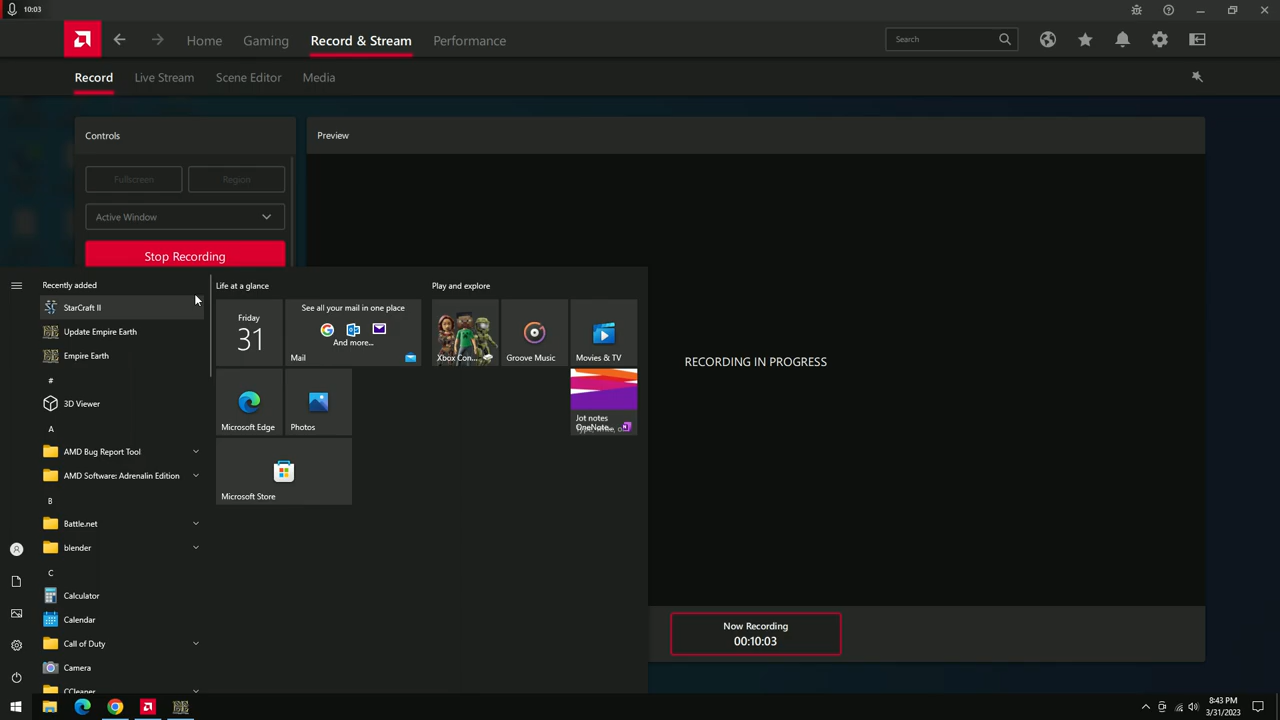 10:03
Home
Gaming
Record & Stream
Performance
Search
Record
Live Stream
Scene Editor
Media
Controls
Preview
Fullscreen
Region
Active Window
Stop Recording
Recently added
StarCraft II
Update Empire Earth
Empire Earth
#
3D Viewer
A
AMD Bug Report Tool
AMD Software: Adrenalin Edition
B
Battle.net
blender
C
Calculator
Calendar
Call of Duty
Camera
CCleaner
Life at a glance
Friday
31
See all your mail in one place
And more...
Mail
Microsoft Edge
Photos
Microsoft Store
Play and explore
Xbox Con...
Groove Music
Movies & TV
Jot notes
OneNote...
RECORDING IN PROGRESS
Now Recording
00:10:03
8:43 PM
3/31/2023